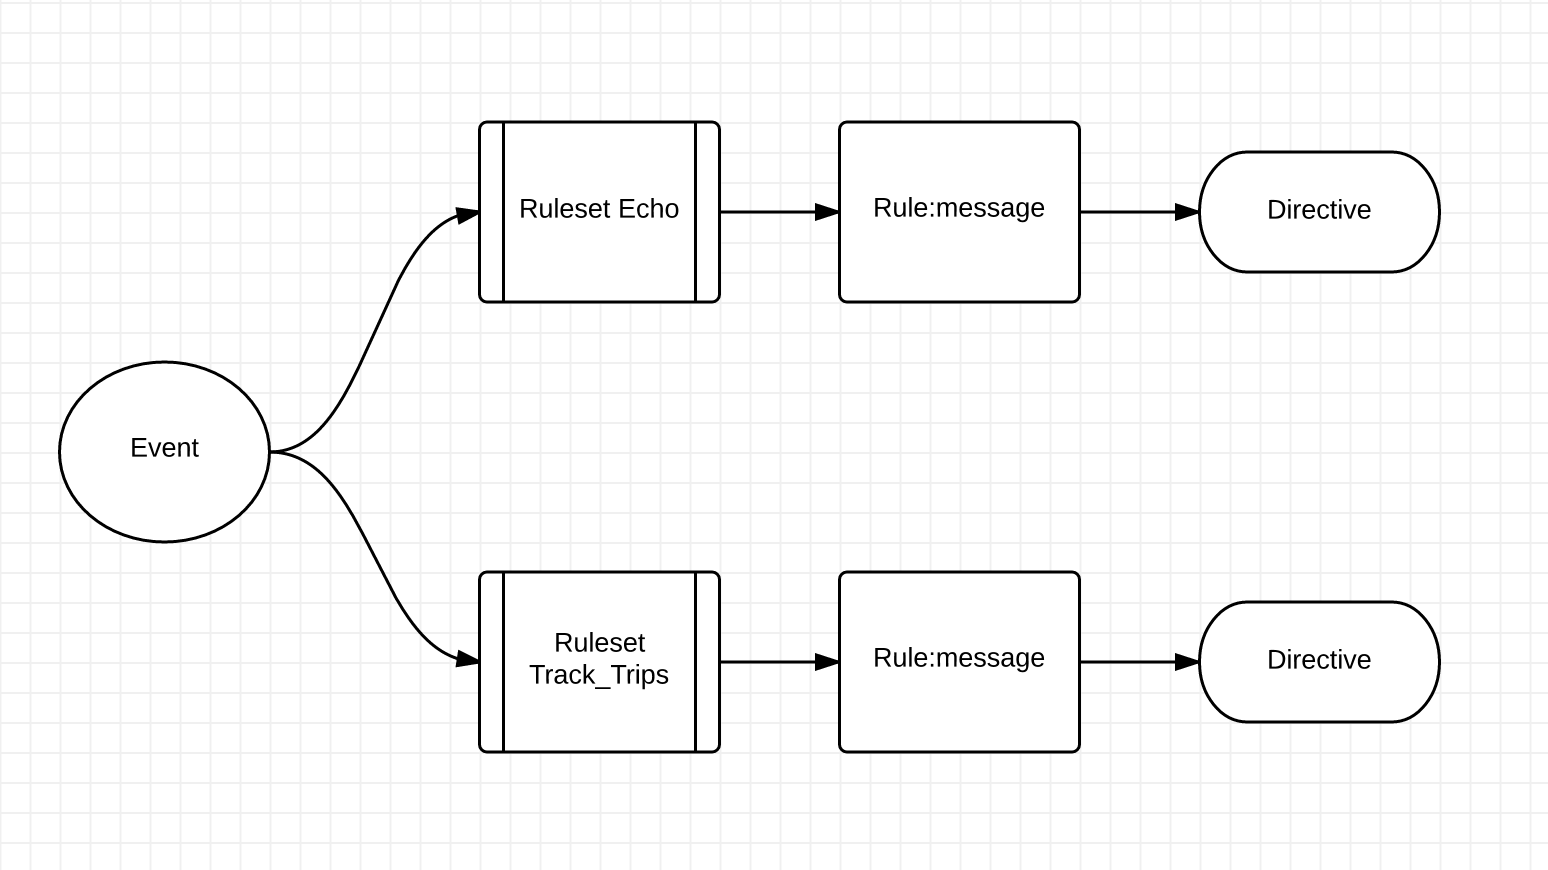 Ruleset Echo
Rule:message
Directive
Event
Ruleset
Track_Trips
Rule:message
Directive